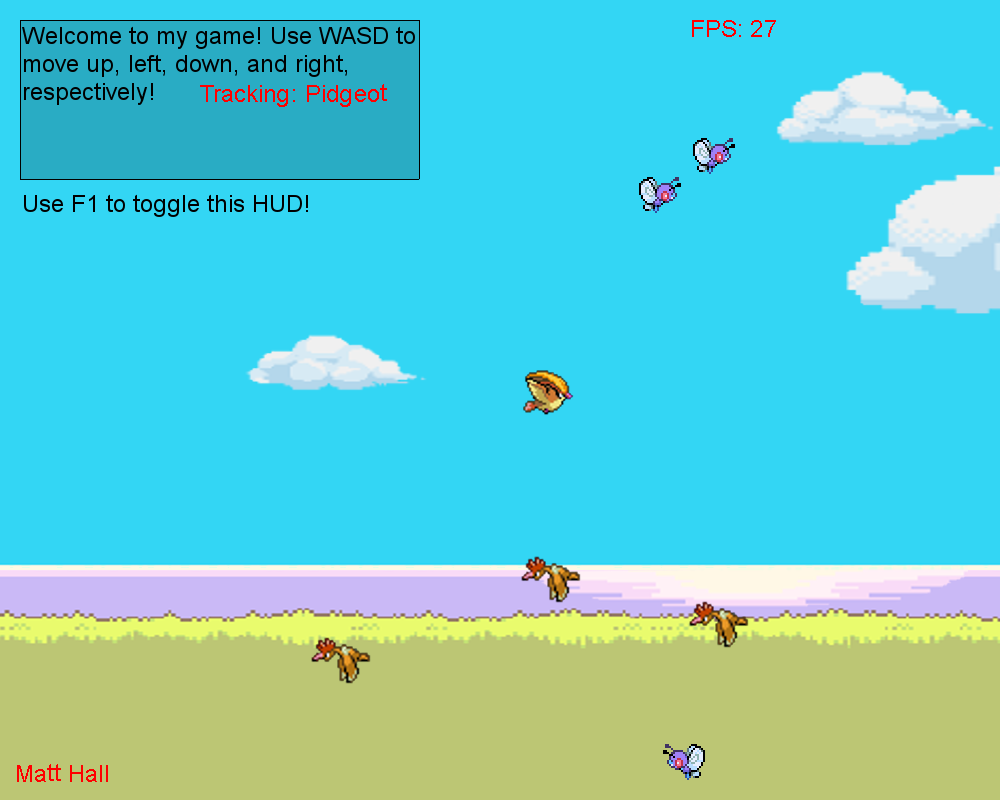 Welcome to my game! Use WASD to
move up, left, down, and right,
respectively!
Tracking: Pidgeot
Use F1 to toggle this HUD!
FPS: 27
Matt Hall